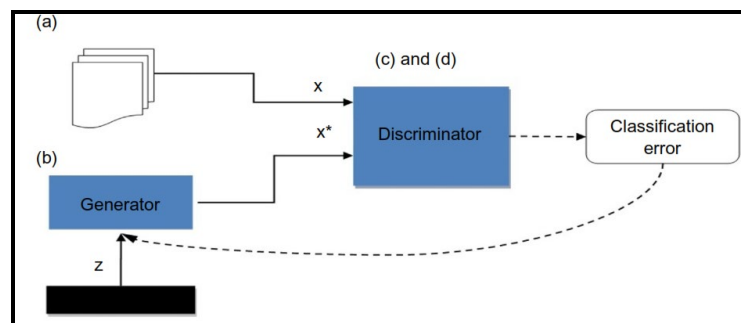 (a)
(c) and (d)
x
x*
Discriminator
Classification
error
(b)
Generator
z